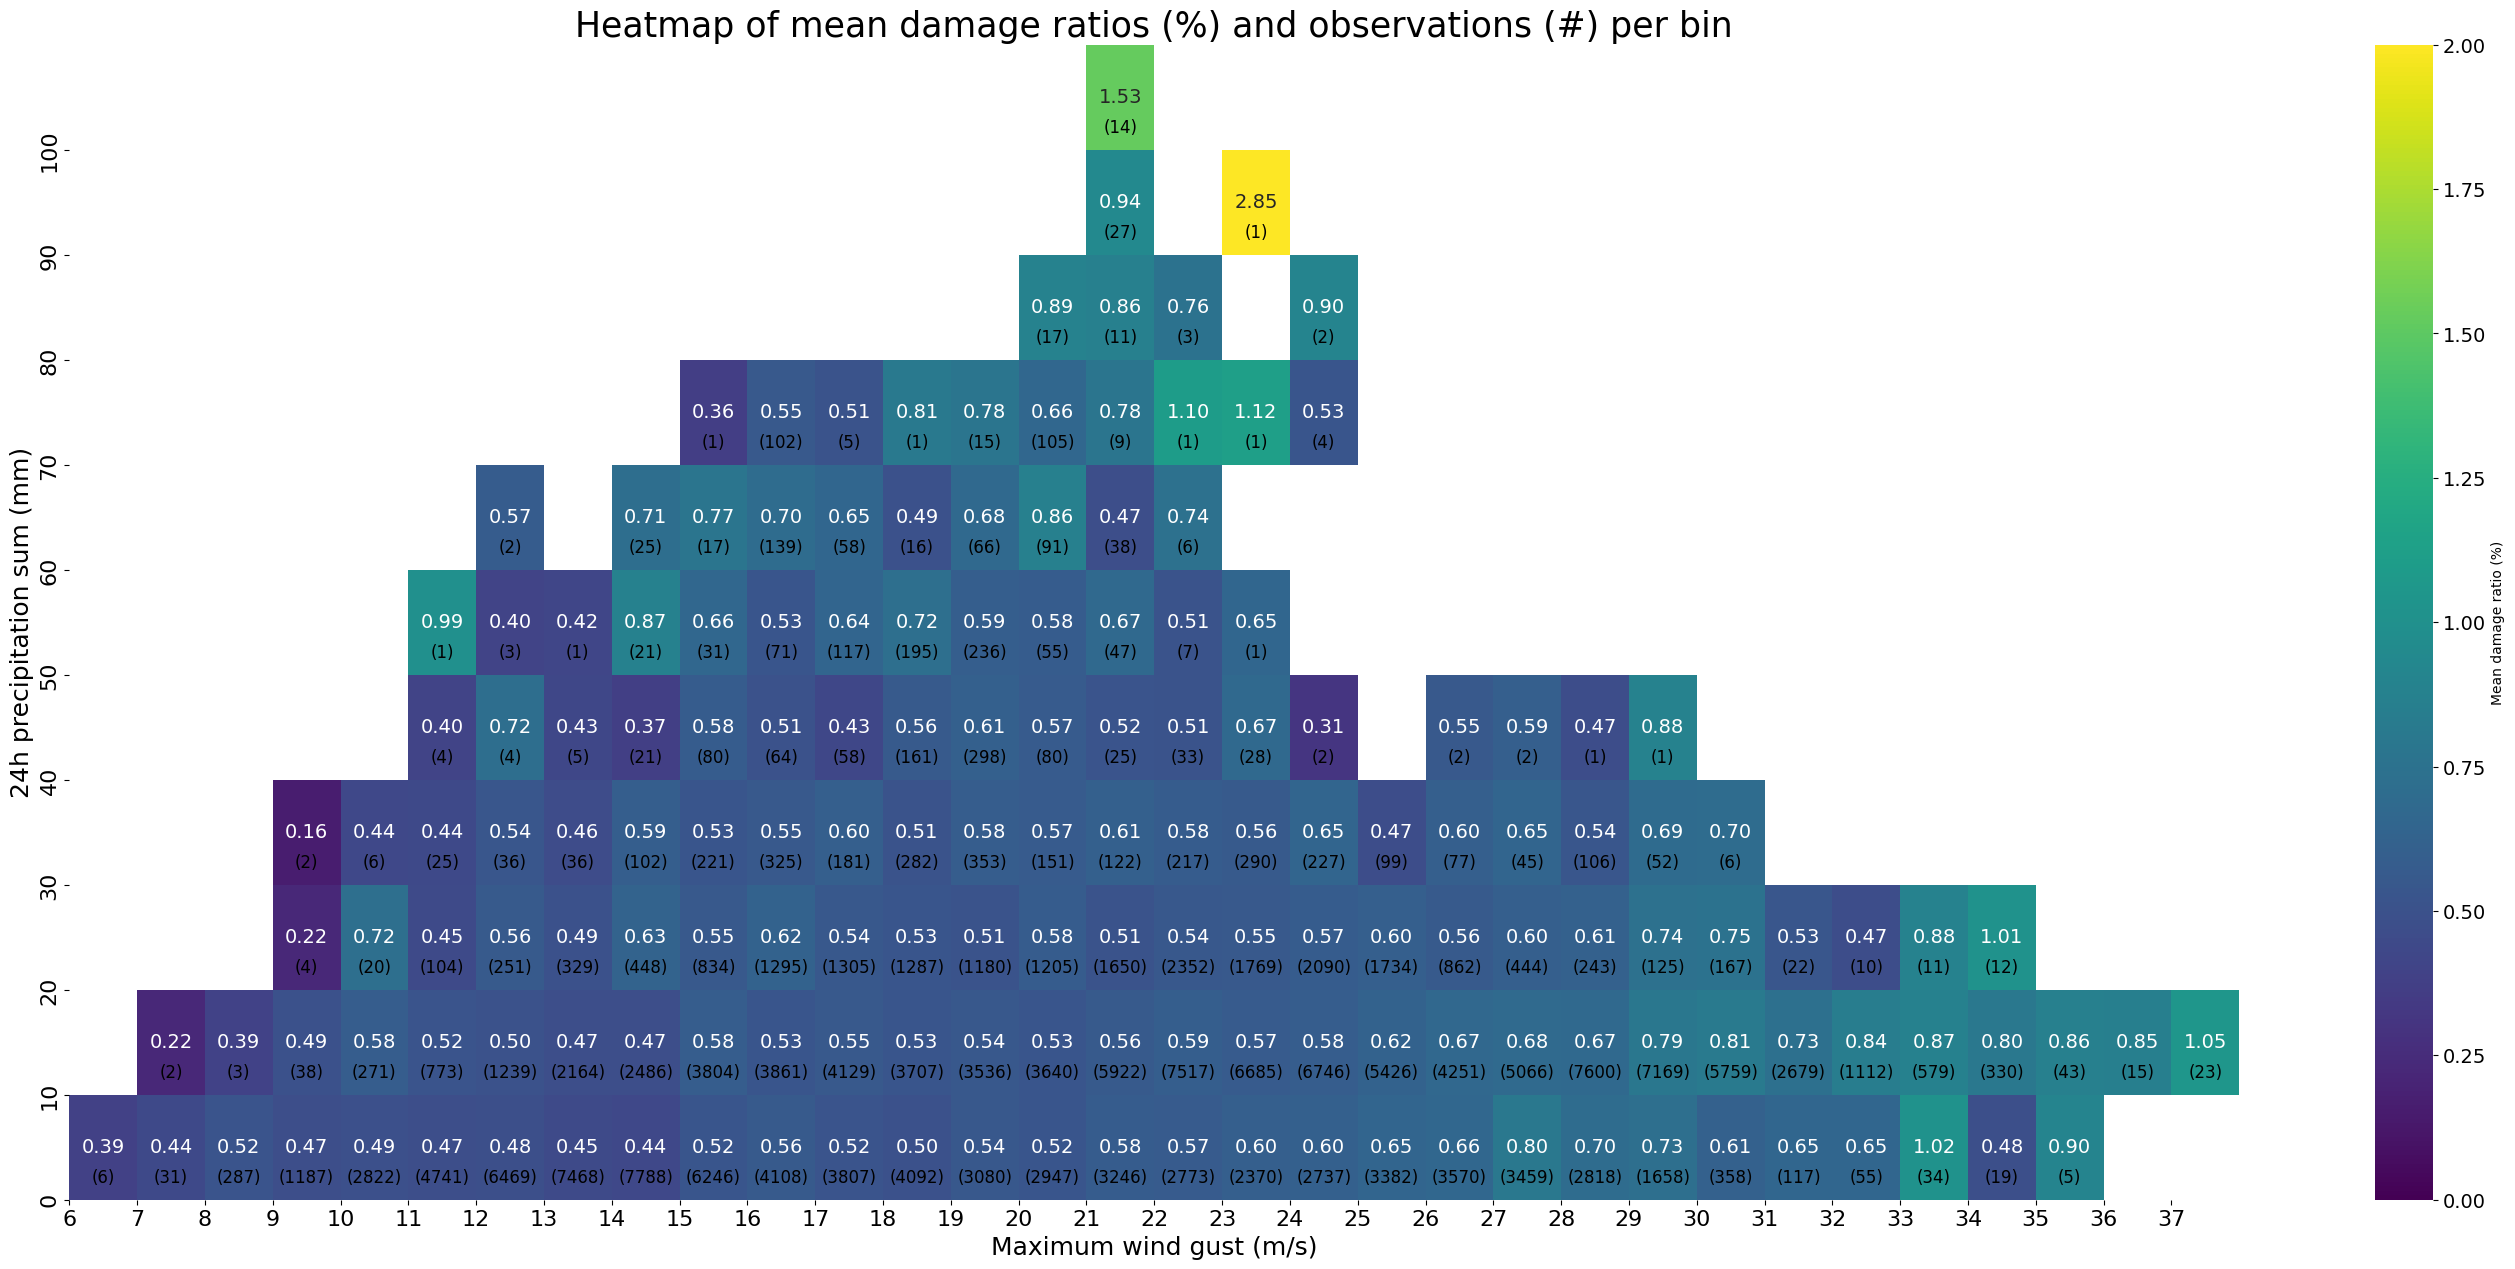 Heatmap of mean damage ratios (%) and observations (#) per bin
2.00
1.53
(14)
100
0.94 2.85
(27) (1)
1.75
90
0.89 0.86 0.76 0.90
(17) (11) (3) (2)
1.50
80
0.36 0.55 0.51 0.81 0.78 0.66 0.78 1.10 1.12 0.53
(1) (102) (5) (1) (15) (105) (9) (1) (1) (4)
70
1.25
0.57 0.71 0.77 0.70 0.65 0.49 0.68 0.86 0.47 0.74
(2) (25) (17) (139) (58) (16) (66) (91) (38) (6)
60
0.99 0.40 0.42 0.87 0.66 0.53 0.64 0.72 0.59 0.58 0.67 0.51 0.65
1.00
(1) (3) (1) (21) (31) (71) (117) (195) (236) (55) (47) (7) (1)
50
0.40 0.72 0.43 0.37 0.58 0.51 0.43 0.56 0.61 0.57 0.52 0.51 0.67 0.31 0.55 0.59 0.47 0.88
(4) (4) (5) (21) (80) (64) (58) (161) (298) (80) (25) (33) (28) (2) (2) (2) (1) (1)
0.75
40
0.16 0.44 0.44 0.54 0.46 0.59 0.53 0.55 0.60 0.51 0.58 0.57 0.61 0.58 0.56 0.65 0.47 0.60 0.65 0.54 0.69 0.70
(2) (6) (25) (36) (36) (102) (221) (325) (181) (282) (353) (151) (122) (217) (290) (227) (99) (77) (45) (106) (52) (6)
30
0.50
0.22 0.72 0.45 0.56 0.49 0.63 0.55 0.62 0.54 0.53 0.51 0.58 0.51 0.54 0.55 0.57 0.60 0.56 0.60 0.61 0.74 0.75 0.53 0.47 0.88 1.01
(4) (20) (104) (251) (329) (448) (834) (1295) (1305) (1287) (1180) (1205) (1650) (2352) (1769) (2090) (1734) (862) (444) (243) (125) (167) (22) (10) (11) (12)
20
0.22 0.39 0.49 0.58 0.52 0.50 0.47 0.47 0.58 0.53 0.55 0.53 0.54 0.53 0.56 0.59 0.57 0.58 0.62 0.67 0.68 0.67 0.79 0.81 0.73 0.84 0.87 0.80 0.86 0.85 1.05
0.25
(2) (3) (38) (271) (773) (1239) (2164) (2486) (3804) (3861) (4129) (3707) (3536) (3640) (5922) (7517) (6685) (6746) (5426) (4251) (5066) (7600) (7169) (5759) (2679) (1112) (579) (330) (43) (15) (23)
10
0.39 0.44 0.52 0.47 0.49 0.47 0.48 0.45 0.44 0.52 0.56 0.52 0.50 0.54 0.52 0.58 0.57 0.60 0.60 0.65 0.66 0.80 0.70 0.73 0.61 0.65 0.65 1.02 0.48 0.90
(6) (31) (287) (1187) (2822) (4741) (6469) (7468) (7788) (6246) (4108) (3807) (4092) (3080) (2947) (3246) (2773) (2370) (2737) (3382) (3570) (3459) (2818) (1658) (358) (117) (55) (34) (19) (5)
0
0.00
6 7 8 9 10 11 12 13 14 15 16 17 18 19 20 21 22 23 24 25 26 27 28 29 30 31 32 33 34 35 36 37
Maximum wind gust (m/s)
24h precipitation sum (mm)
Mean damage ratio (%)